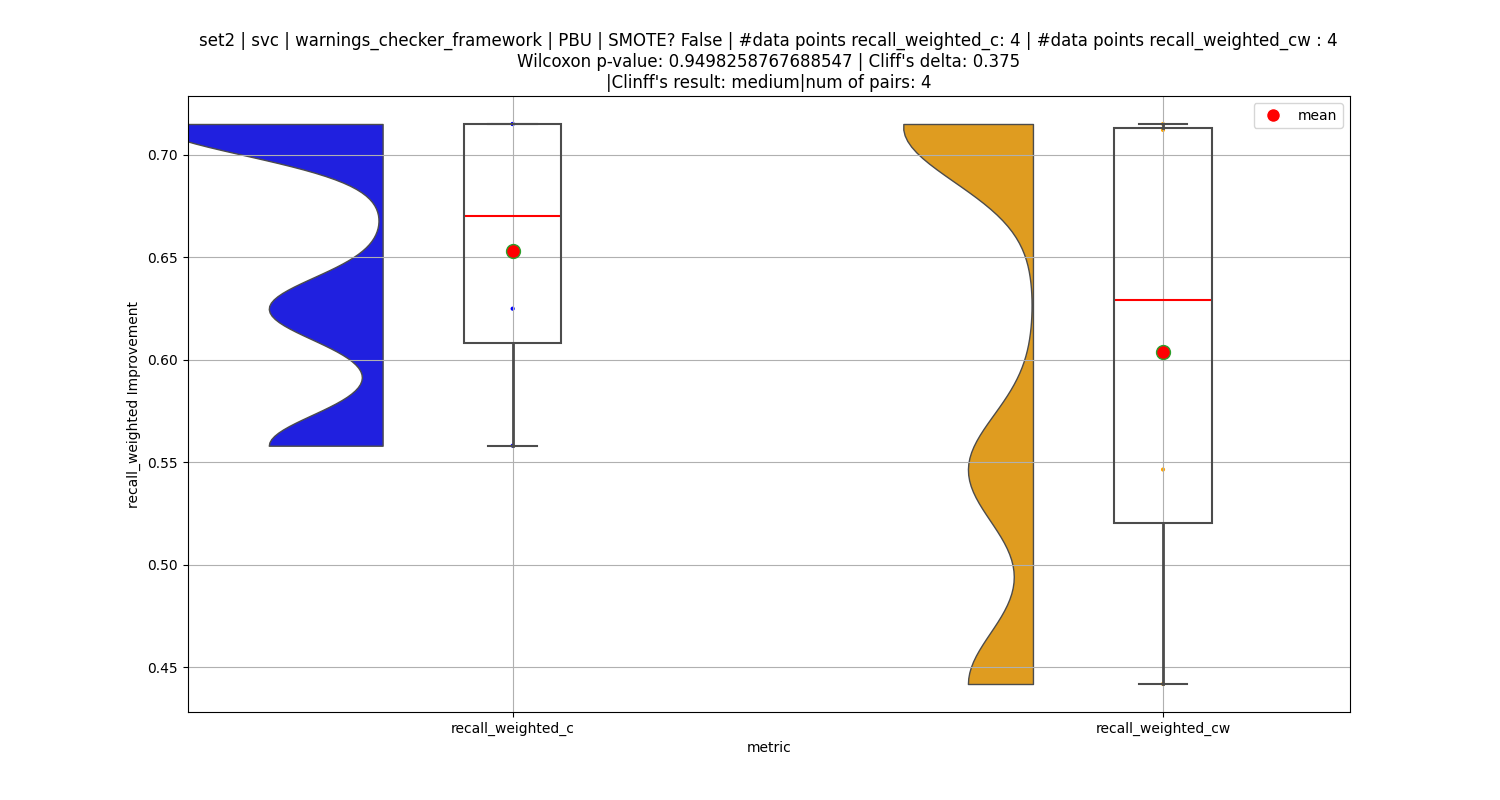 set2 | svc | warnings_checker_framework | PBU | SMOTE? False | #data points recall_weighted_c: 4 | #data points recall_weighted_cw : 4
Wilcoxon p-value: 0.9498258767688547 | Cliff's delta: 0.375
|Clinff's result: medium|num of pairs: 4
mean
0.70
0.65
0.60
0.55
0.50
0.45
recall_weighted Improvement
recall_weighted_c
recall_weighted_cw
metric